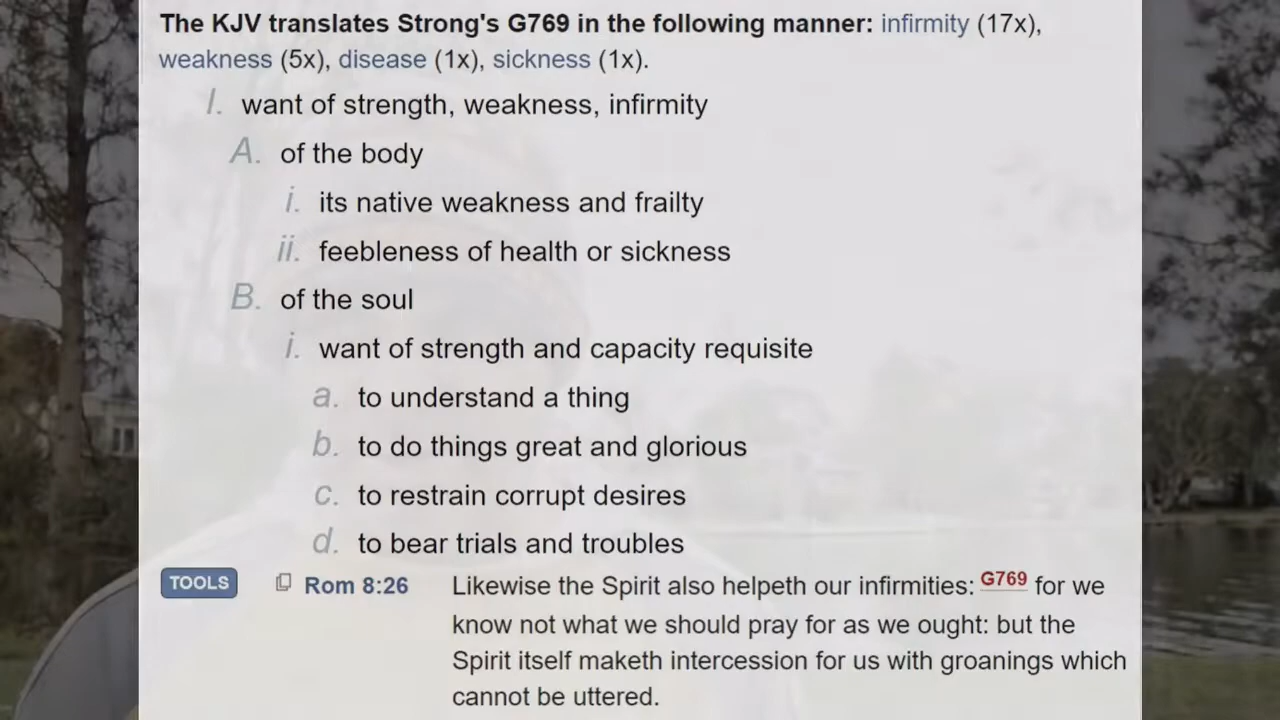 The KJV translates Strong's G769 in the following manner: infirmity (17x),
weakness (5x), disease (1x), sickness (1x).
I. want of strength, weakness, infirmity
A. of the body
i. its native weakness and frailty
ii. feebleness of health or sickness
B. of the soul
i. want of strength and capacity requisite
a. to understand a thing
b. to do things great and glorious
c. to restrain corrupt desires
d. to bear trials and troubles
TOOLS Rom 8:26 Likewise the Spirit also helpeth our infirmities: G769 for we
know not what we should pray for as we ought: but the
Spirit itself maketh intercession for us with groanings which
cannot be uttered.